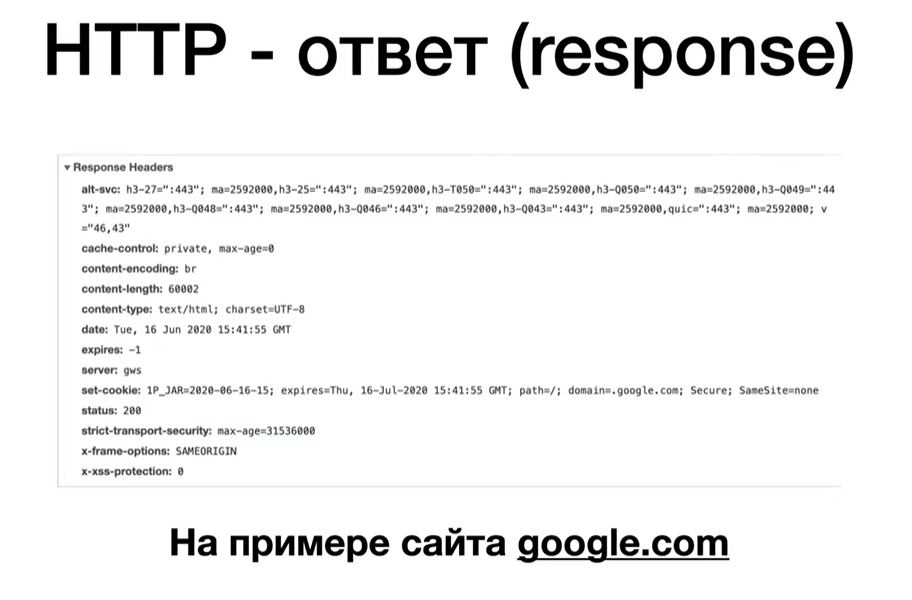 HTTP - ответ (response)
Response Headers
alt-svc: h3-27=":443"; ma=2592000,h3-25=":443"; ma=2592000,h3-T050=":443"; ma=2592000,h3-Q050=":443"; ma=2592000,h3-Q049=":44
3"; ma=2592000,h3-Q048=":443"; ma=2592000,h3-Q046=":443"; ma=2592000,h3-Q043=":443"; ma=2592000,quic=":443"; ma=2592000; v
="46,43"
cache-control: private, max-age=0
content-encoding: br
content-length: 60002
content-type: text/html; charset=UTF-8
date: Tue, 16 Jun 2020 15:41:55 GMT
expires: -1
server: gws
set-cookie: 1P_JAR=2020-06-16-15; expires=Thu, 16-Jul-2020 15:41:55 GMT; path=/; domain=.google.com; Secure; SameSite=none
status: 200
strict-transport-security: max-age=31536000
x-frame-options: SAMEORIGIN
x-xss-protection: 0
На примере сайта google.com